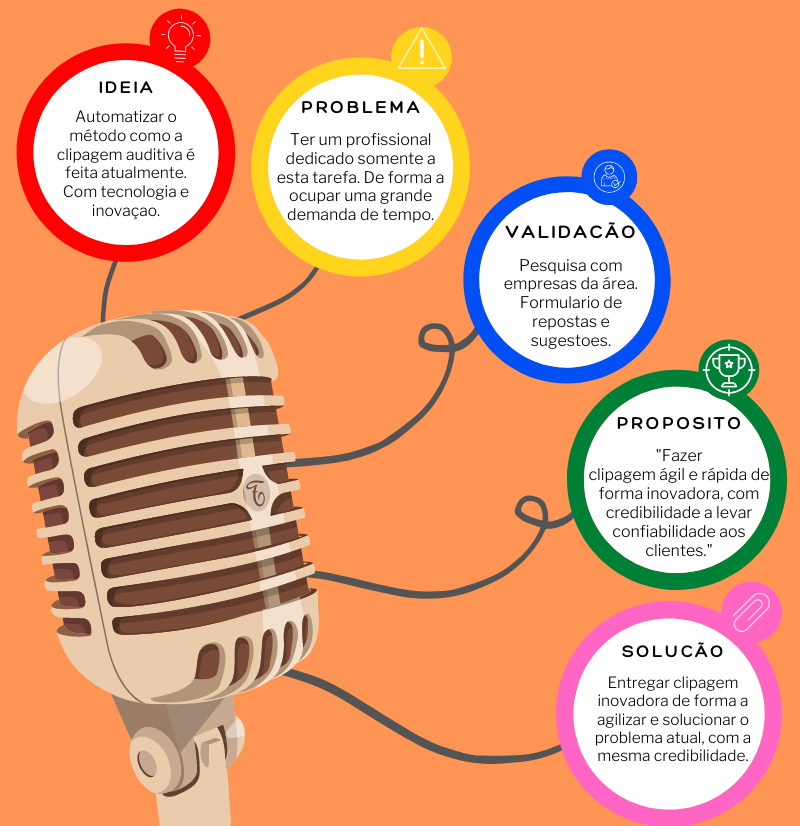 IDEIA
Automatizar o
método como a
clipagem auditiva é
feita atualmente.
Com tecnologia e
inovaçao.
PROBLEMA
Ter um profissional
dedicado somente a
esta tarefa. De forma a
ocupar uma grande
demanda de tempo.
VALIDACÃO
Pesquisa com
empresas da área.
Formulario de
repostas e
sugestoes.
PROPOSITO
"Fazer
clipagem ágil e rápida de
forma inovadora, com
credibilidade a levar
confiabilidade aos
clientes."
SOLUCÃO
Entregar clipagem
inovadora de forma a
agilizar e solucionar o
problema atual, com a
mesma credibilidade.